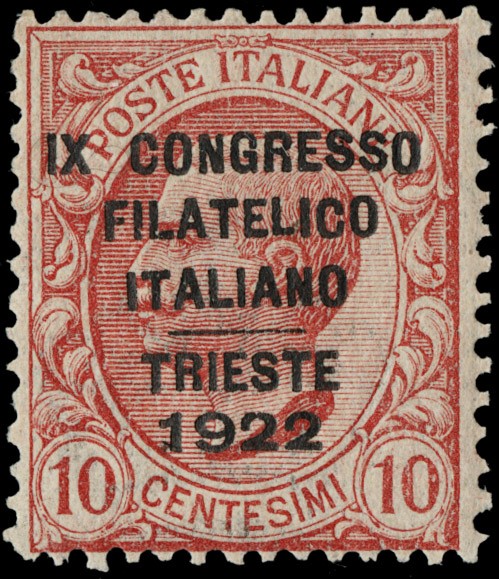 POSTE ITALIANE
IX CONGRESSO
FILATELICO
ITALIANO
TRIESTE
1922
10 CENTESIMI 10